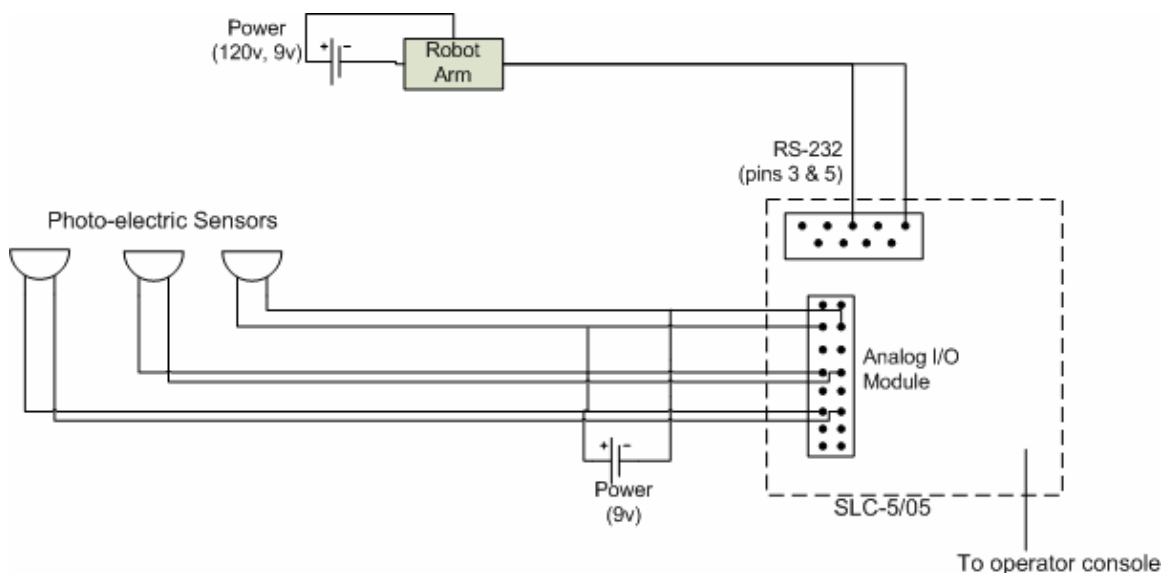 Power
(120v, 9v)
+ -
Robot
Arm
RS-232
(pins 3 & 5)
Photo-electric Sensors
Analog I/O
Module
+ -
Power
(9v)
SLC-5/05
To operator console